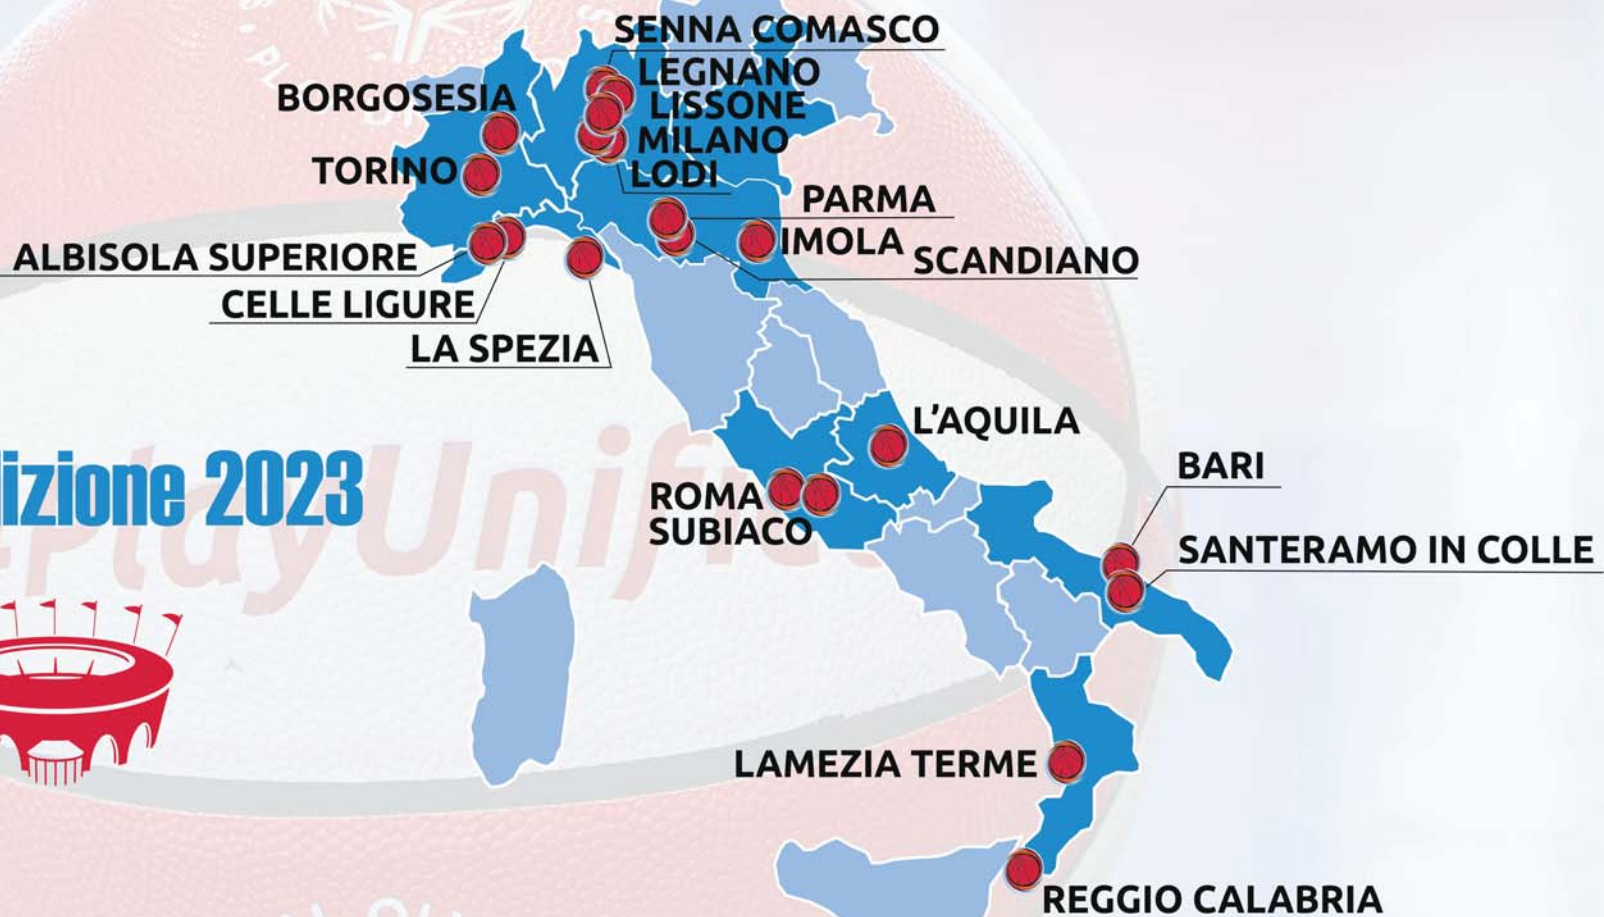 SENNA COMASCO
LEGNANO
BORGOSESIA
LISSONE
MILANO
TORINO
LODI
PARMA
IMOLA
ALBISOLA SUPERIORE
SCANDIANO
CELLE LIGURE
LA SPEZIA
L'AQUILA
BARI
izione 2023
ROMA
SUBIACO
SANTERAMO IN COLLE
LAMEZIA TERME
REGGIO CALABRIA